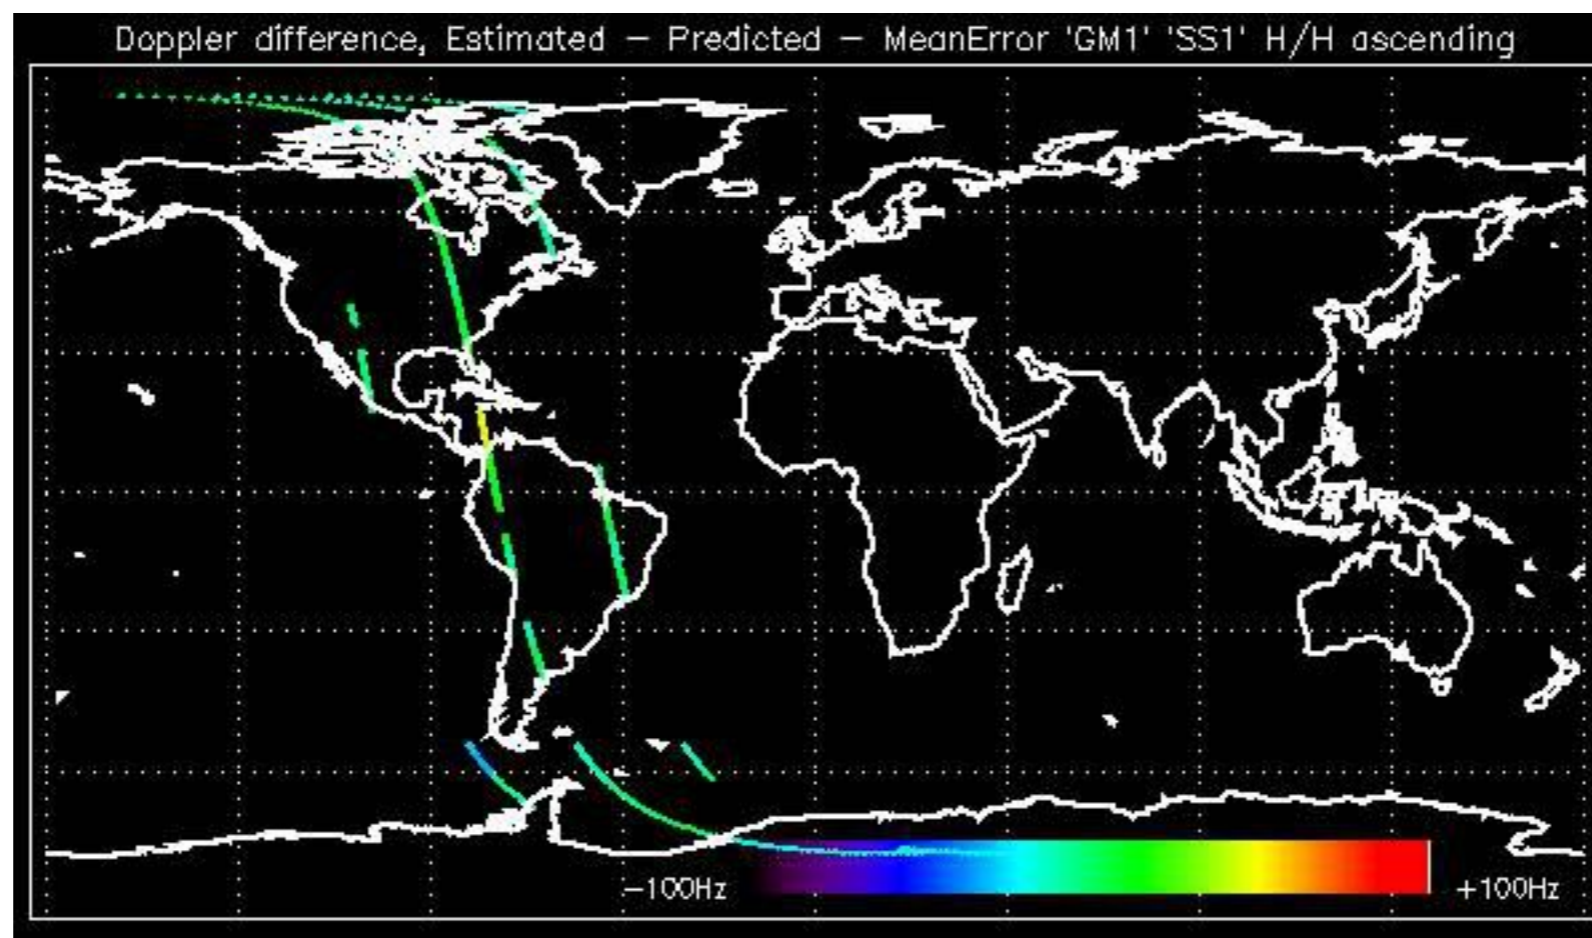 Doppler difference, Estimated − Predicted − MeanError 'GM1' 'SS1' H/H ascending
−100Hz
+100Hz